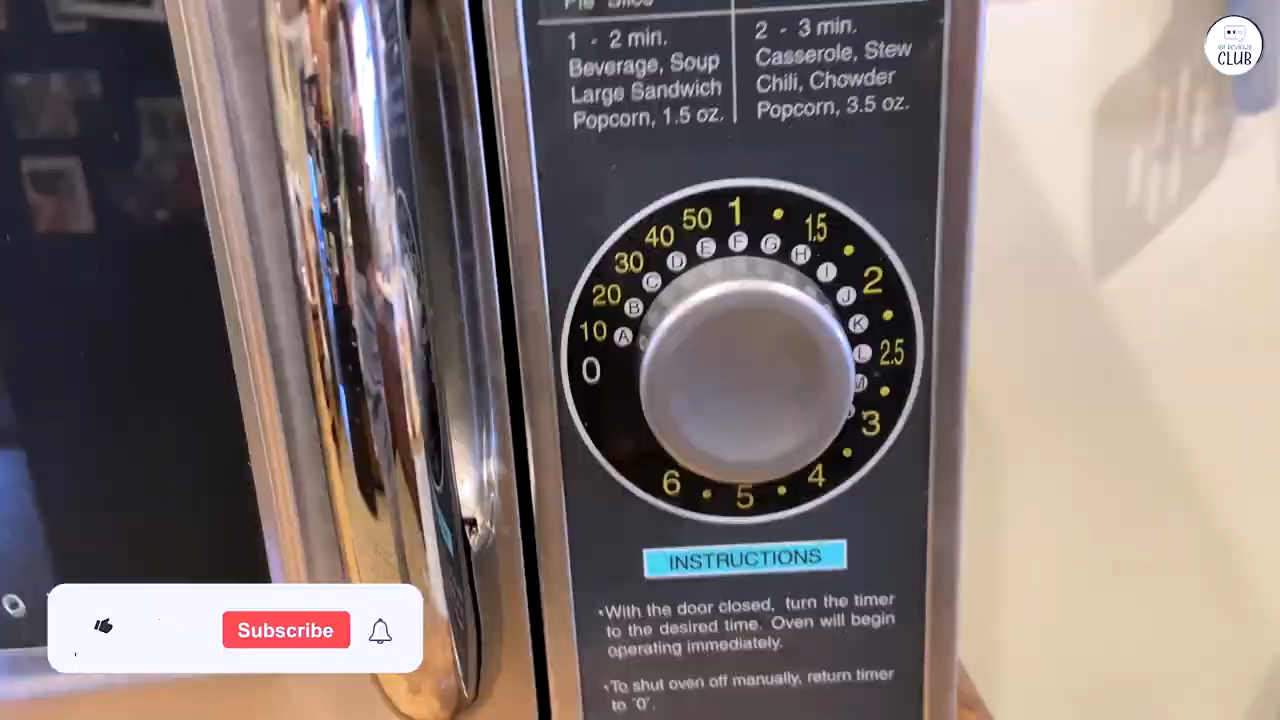 Pie Slice
1 - 2 min.
Beverage, Soup
Large Sandwich
Popcorn, 1.5 oz.
2 - 3 min.
Casserole, Stew
Chili, Chowder
Popcorn, 3.5 oz.
0
10
20
30
40
50
1
1.5
2
2.5
3
4
5
6
A
B
C
D
E
F
G
H
I
J
K
L
M
INSTRUCTIONS
•With the door closed, turn the timer
to the desired time. Oven will begin
operating immediately.
•To shut oven off manually, return timer
to "0".
Subscribe
CLUB